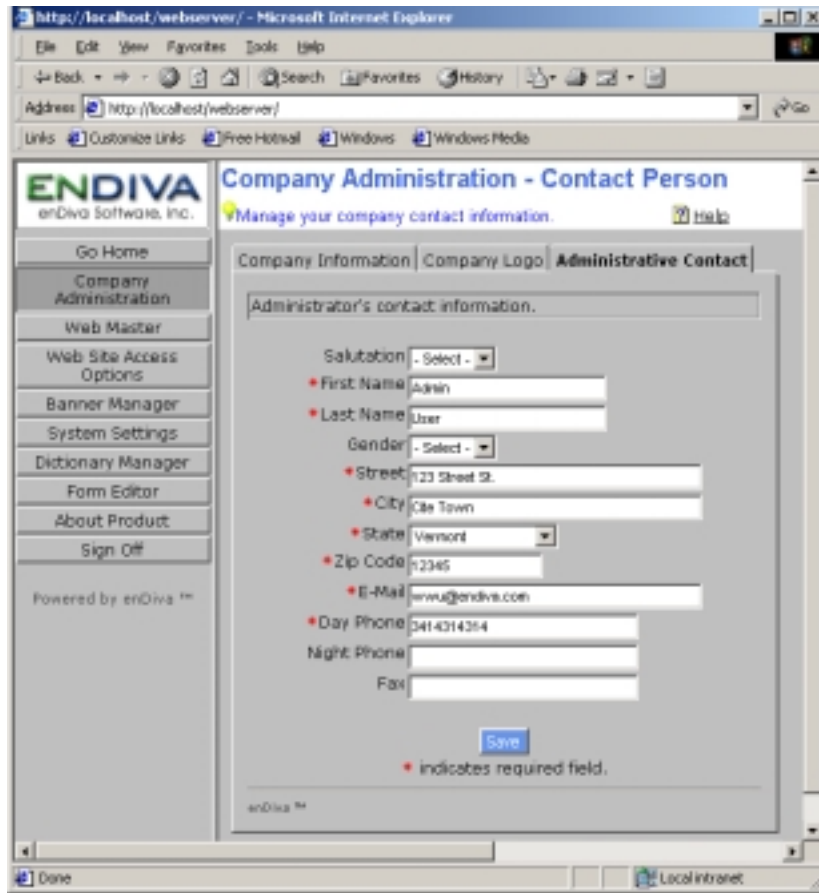 http://localhost/webserver/ - Microsoft Internet Explorer
File Edit View Favorites Tools Help
Back Search Favorites History
Address http://localhost/webserver/ Go
Links Customize Links Free Hotmail Windows Windows Media
ENDIVA
enDiva Software, Inc.
Company Administration - Contact Person
Manage your company contact information. Help
Go Home
Company Administration
Web Master
Web Site Access Options
Banner Manager
System Settings
Dictionary Manager
Form Editor
About Product
Sign Off
Powered by enDiva ™
Company Information Company Logo Administrative Contact
Administrator's contact information.
Salutation - Select -
*First Name Admin
*Last Name User
Gender - Select -
*Street 123 Street St.
*City Town
*State Vermont
*Zip Code 12345
*E-Mail
*Day Phone 3414314314
Night Phone
Fax
Save
* indicates required field.
enDiva ™
Done Local intranet